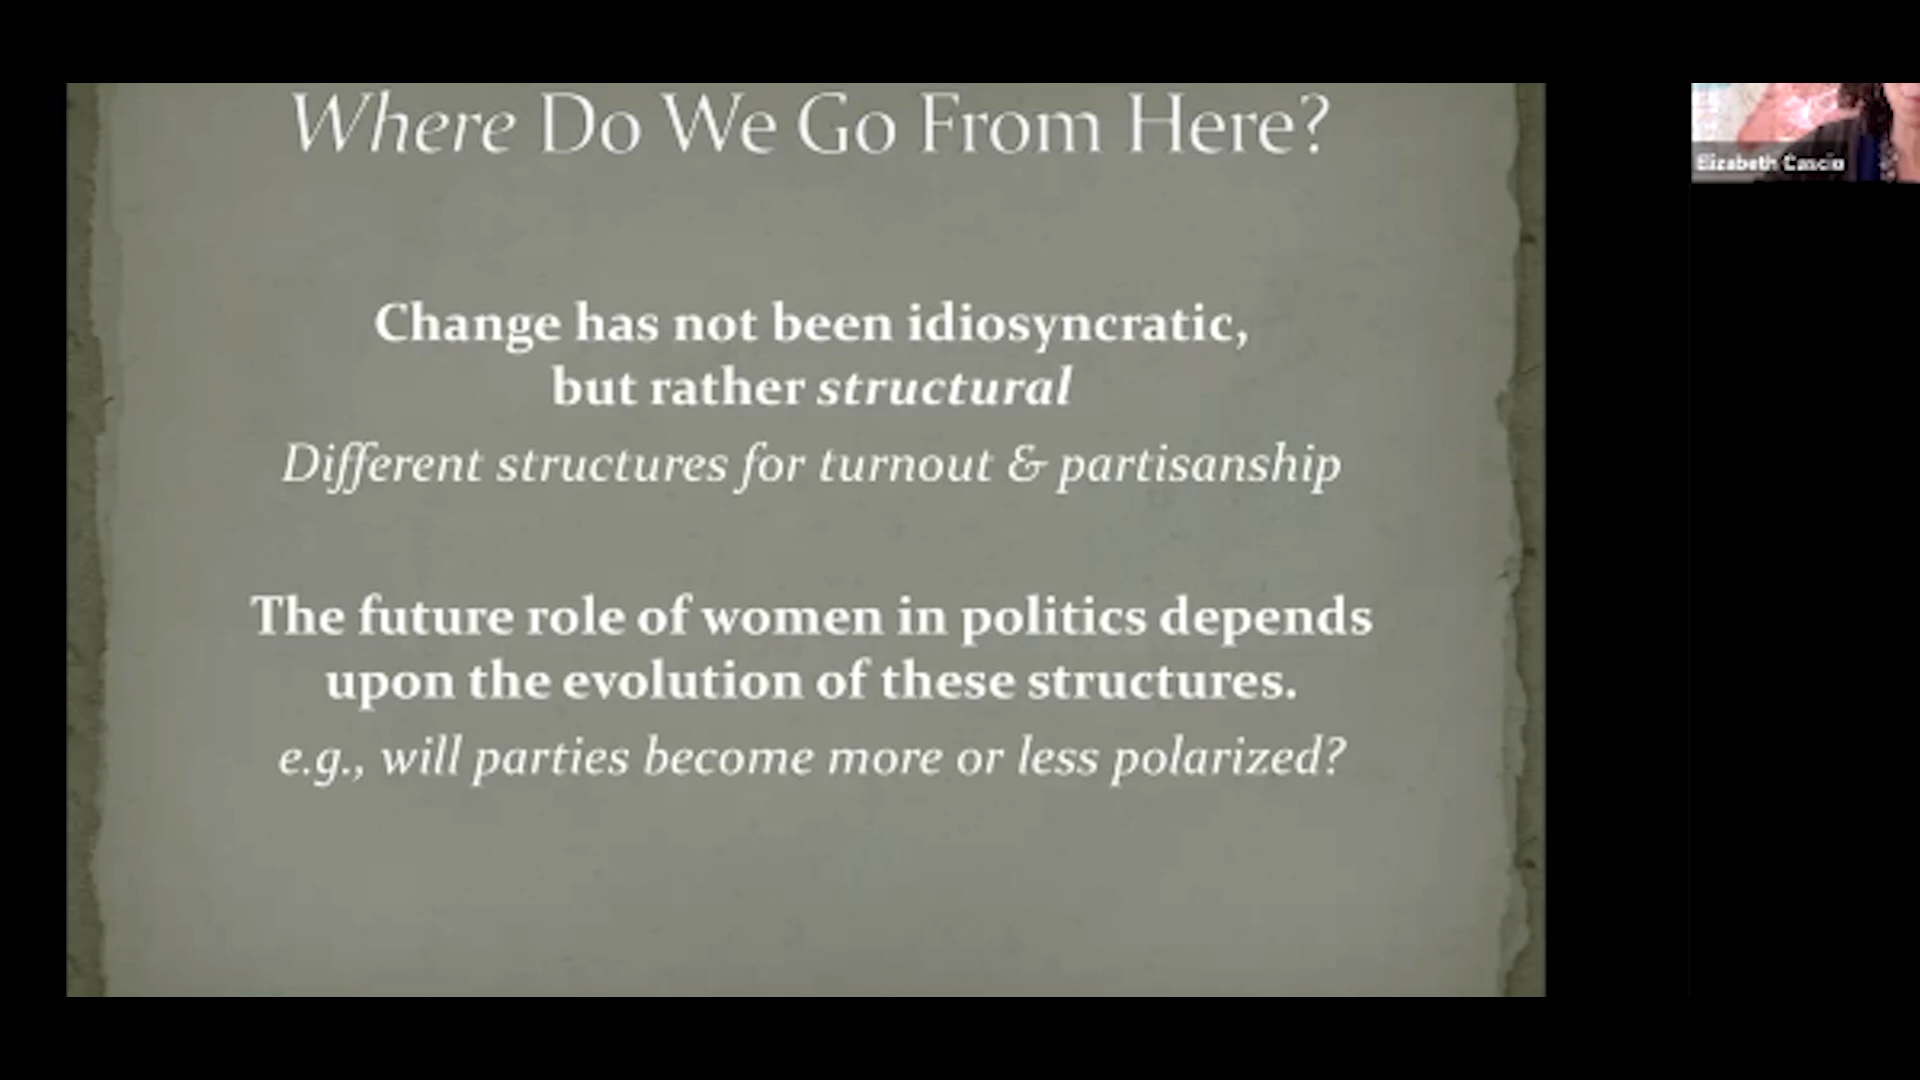 Where Do We Go From Here?
Elizabeth Cascio
Change has not been idiosyncratic,
but rather structural
Different structures for turnout & partisanship
The future role of women in politics depends
upon the evolution of these structures.
e.g., will parties become more or less polarized?